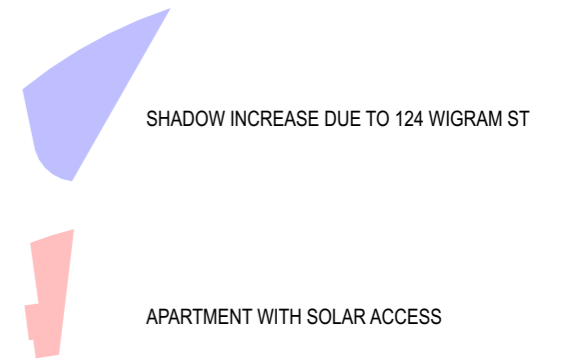 SHADOW INCREASE DUE TO 124 WIGRAM ST
APARTMENT WITH SOLAR ACCESS